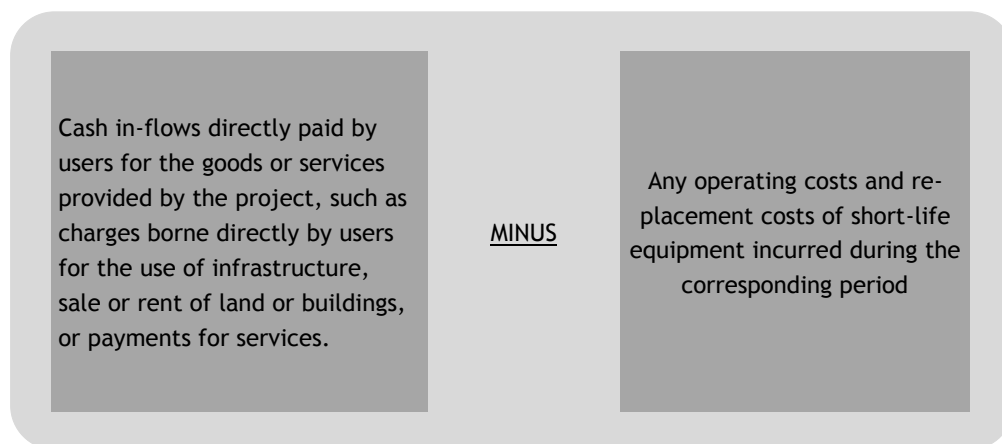 Cash in-flows directly paid by
users for the goods or services
provided by the project, such as
charges borne directly by users
for the use of infrastructure,
sale or rent of land or buildings,
or payments for services.
MINUS
Any operating costs and re-
placement costs of short-life
equipment incurred during the
corresponding period